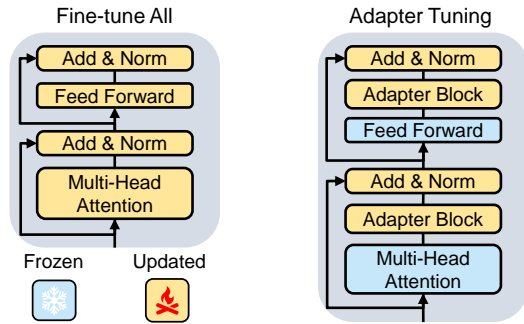 Fine-tune All
Add & Norm
Feed Forward
Add & Norm
Multi-Head
Attention
Frozen
Updated
Adapter Tuning
Add & Norm
Adapter Block
Feed Forward
Add & Norm
Adapter Block
Multi-Head
Attention